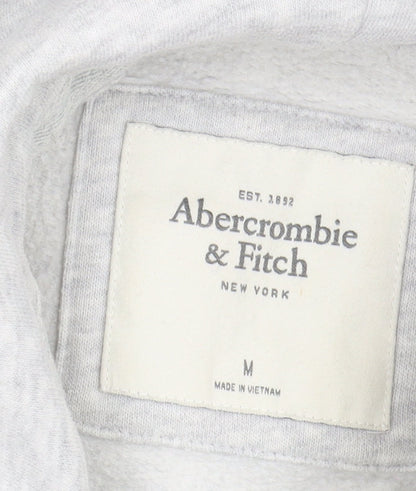 EST. 1892
Abercrombie
& Fitch
NEW YORK
M
MADE IN VIETNAM